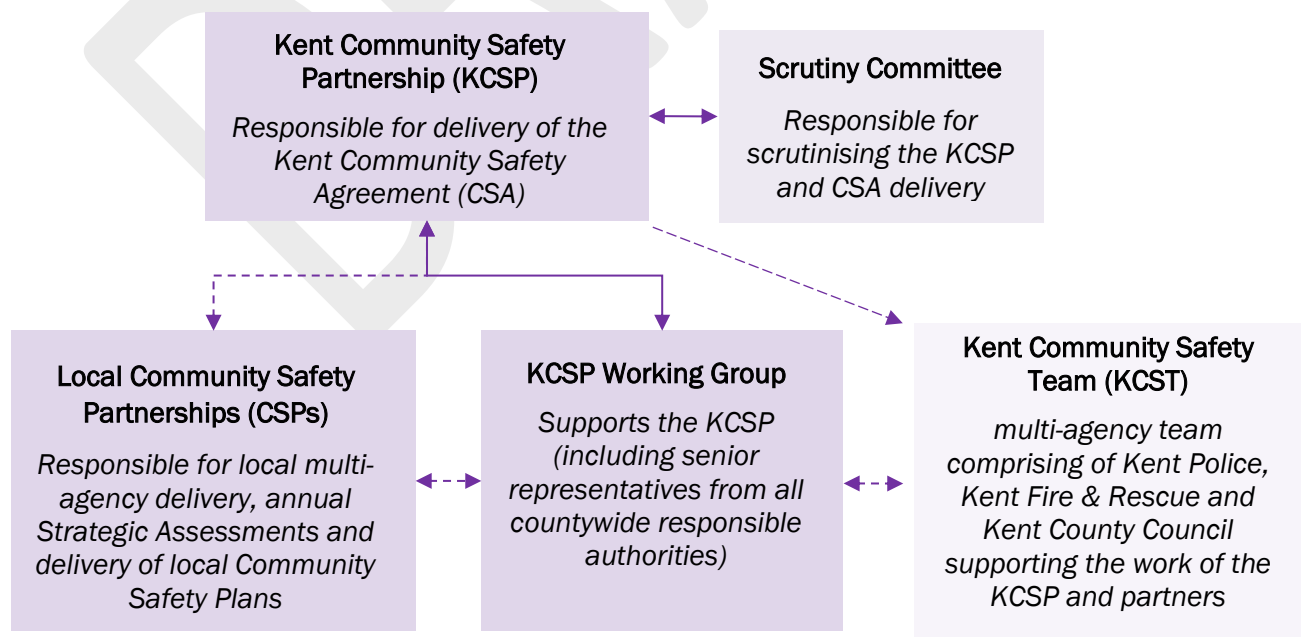 Kent Community Safety
Partnership (KCSP)
Responsible for delivery of the
Kent Community Safety
Agreement (CSA)
Scrutiny Committee
Responsible for
scrutinising the KCSP
and CSA delivery
Local Community Safety
Partnerships (CSPs)
Responsible for local multi-
agency delivery, annual
Strategic Assessments and
delivery of local Community
Safety Plans
KCSP Working Group
Supports the KCSP
(including senior
representatives from all
countywide responsible
authorities)
Kent Community Safety
Team (KCST)
multi-agency team
comprising of Kent Police,
Kent Fire & Rescue and
Kent County Council
supporting the work of the
KCSP and partners